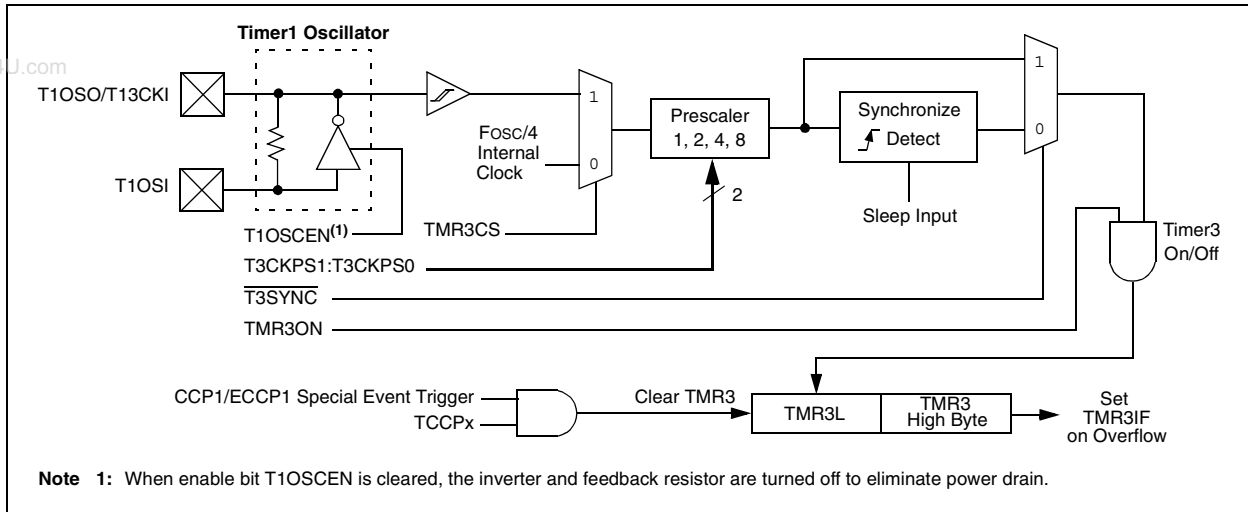 Timer1 Oscillator
4U.com
T1OSO/T13CKI
T1OSI
1
0
FOSC/4
Internal
Clock
Prescaler
1, 2, 4, 8
2
Synchronize
Detect
Sleep Input
1
0
Timer3
On/Off
T1OSCEN(1)
TMR3CS
T3CKPS1:T3CKPS0
T3SYNC
TMR3ON
CCP1/ECCP1 Special Event Trigger
TCCPx
Clear TMR3
TMR3L
TMR3
High Byte
Set
TMR3IF
on Overflow
Note 1: When enable bit T1OSCEN is cleared, the inverter and feedback resistor are turned off to eliminate power drain.